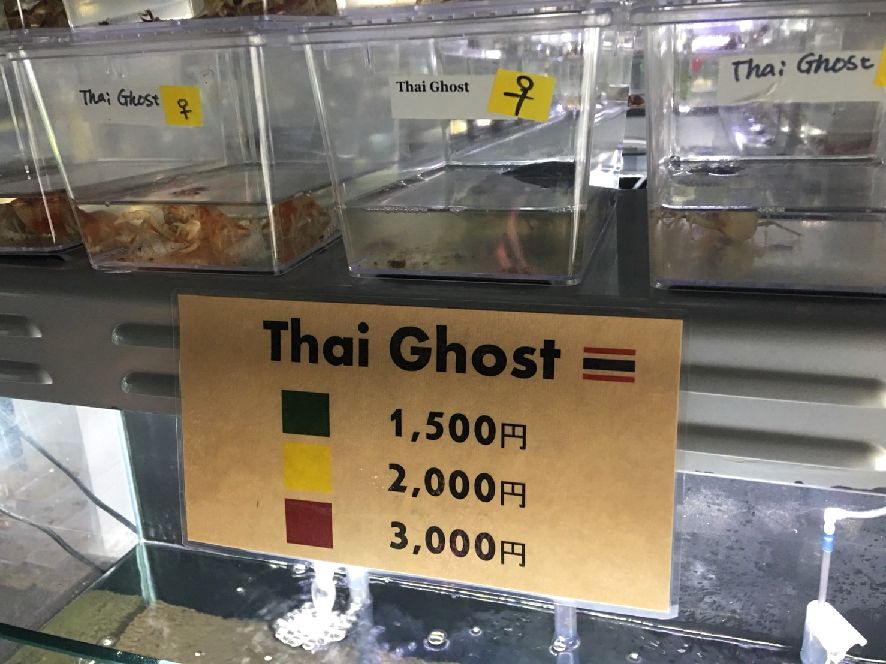 Thai Ghost ♀
Thai Ghost ♀
Thai Ghost
Thai Ghost
1,500円
2,000円
3,000円